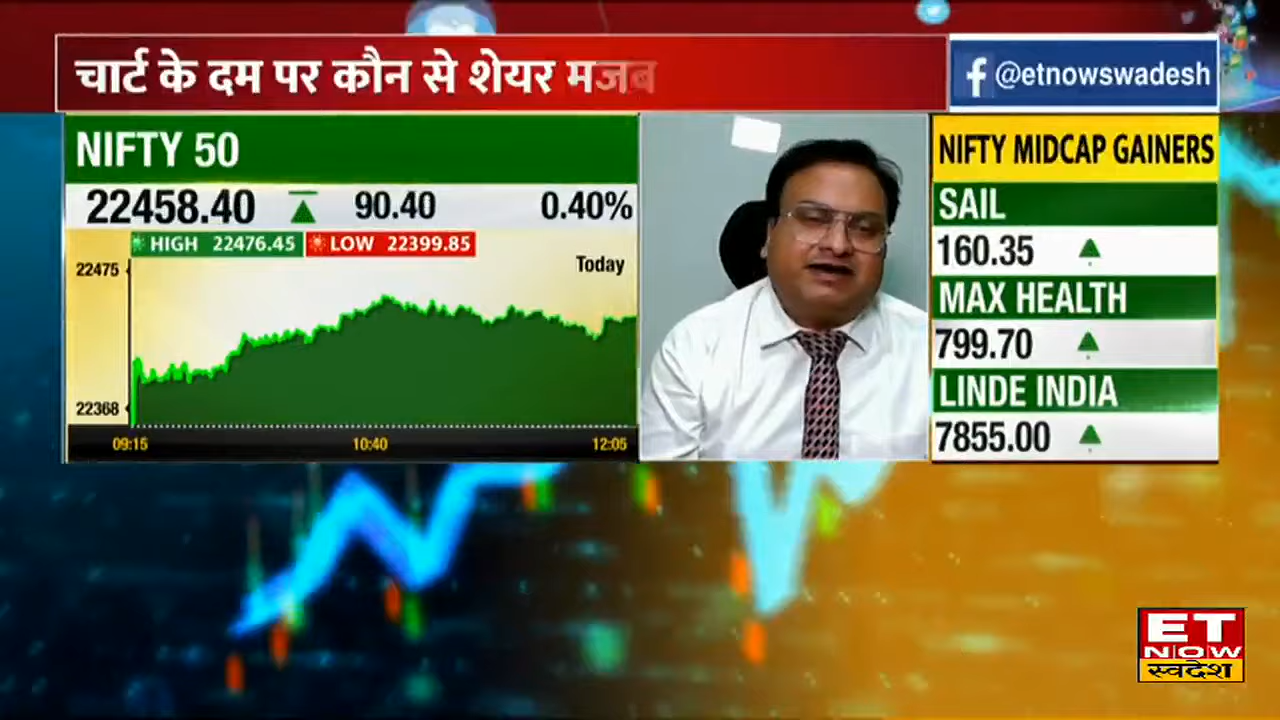 चार्ट के दम पर कौन से शेयर
@etnowswadesh
NIFTY 50
22458.40 90.40 0.40%
HIGH 22476.45 LOW 22399.85
Today
22475
22368
09:15 10:40 12:05
NIFTY MIDCAP GAINERS
SAIL
160.35
MAX HEALTH
799.70
LINDE INDIA
7855.00
ET
NOW
स्वदेश